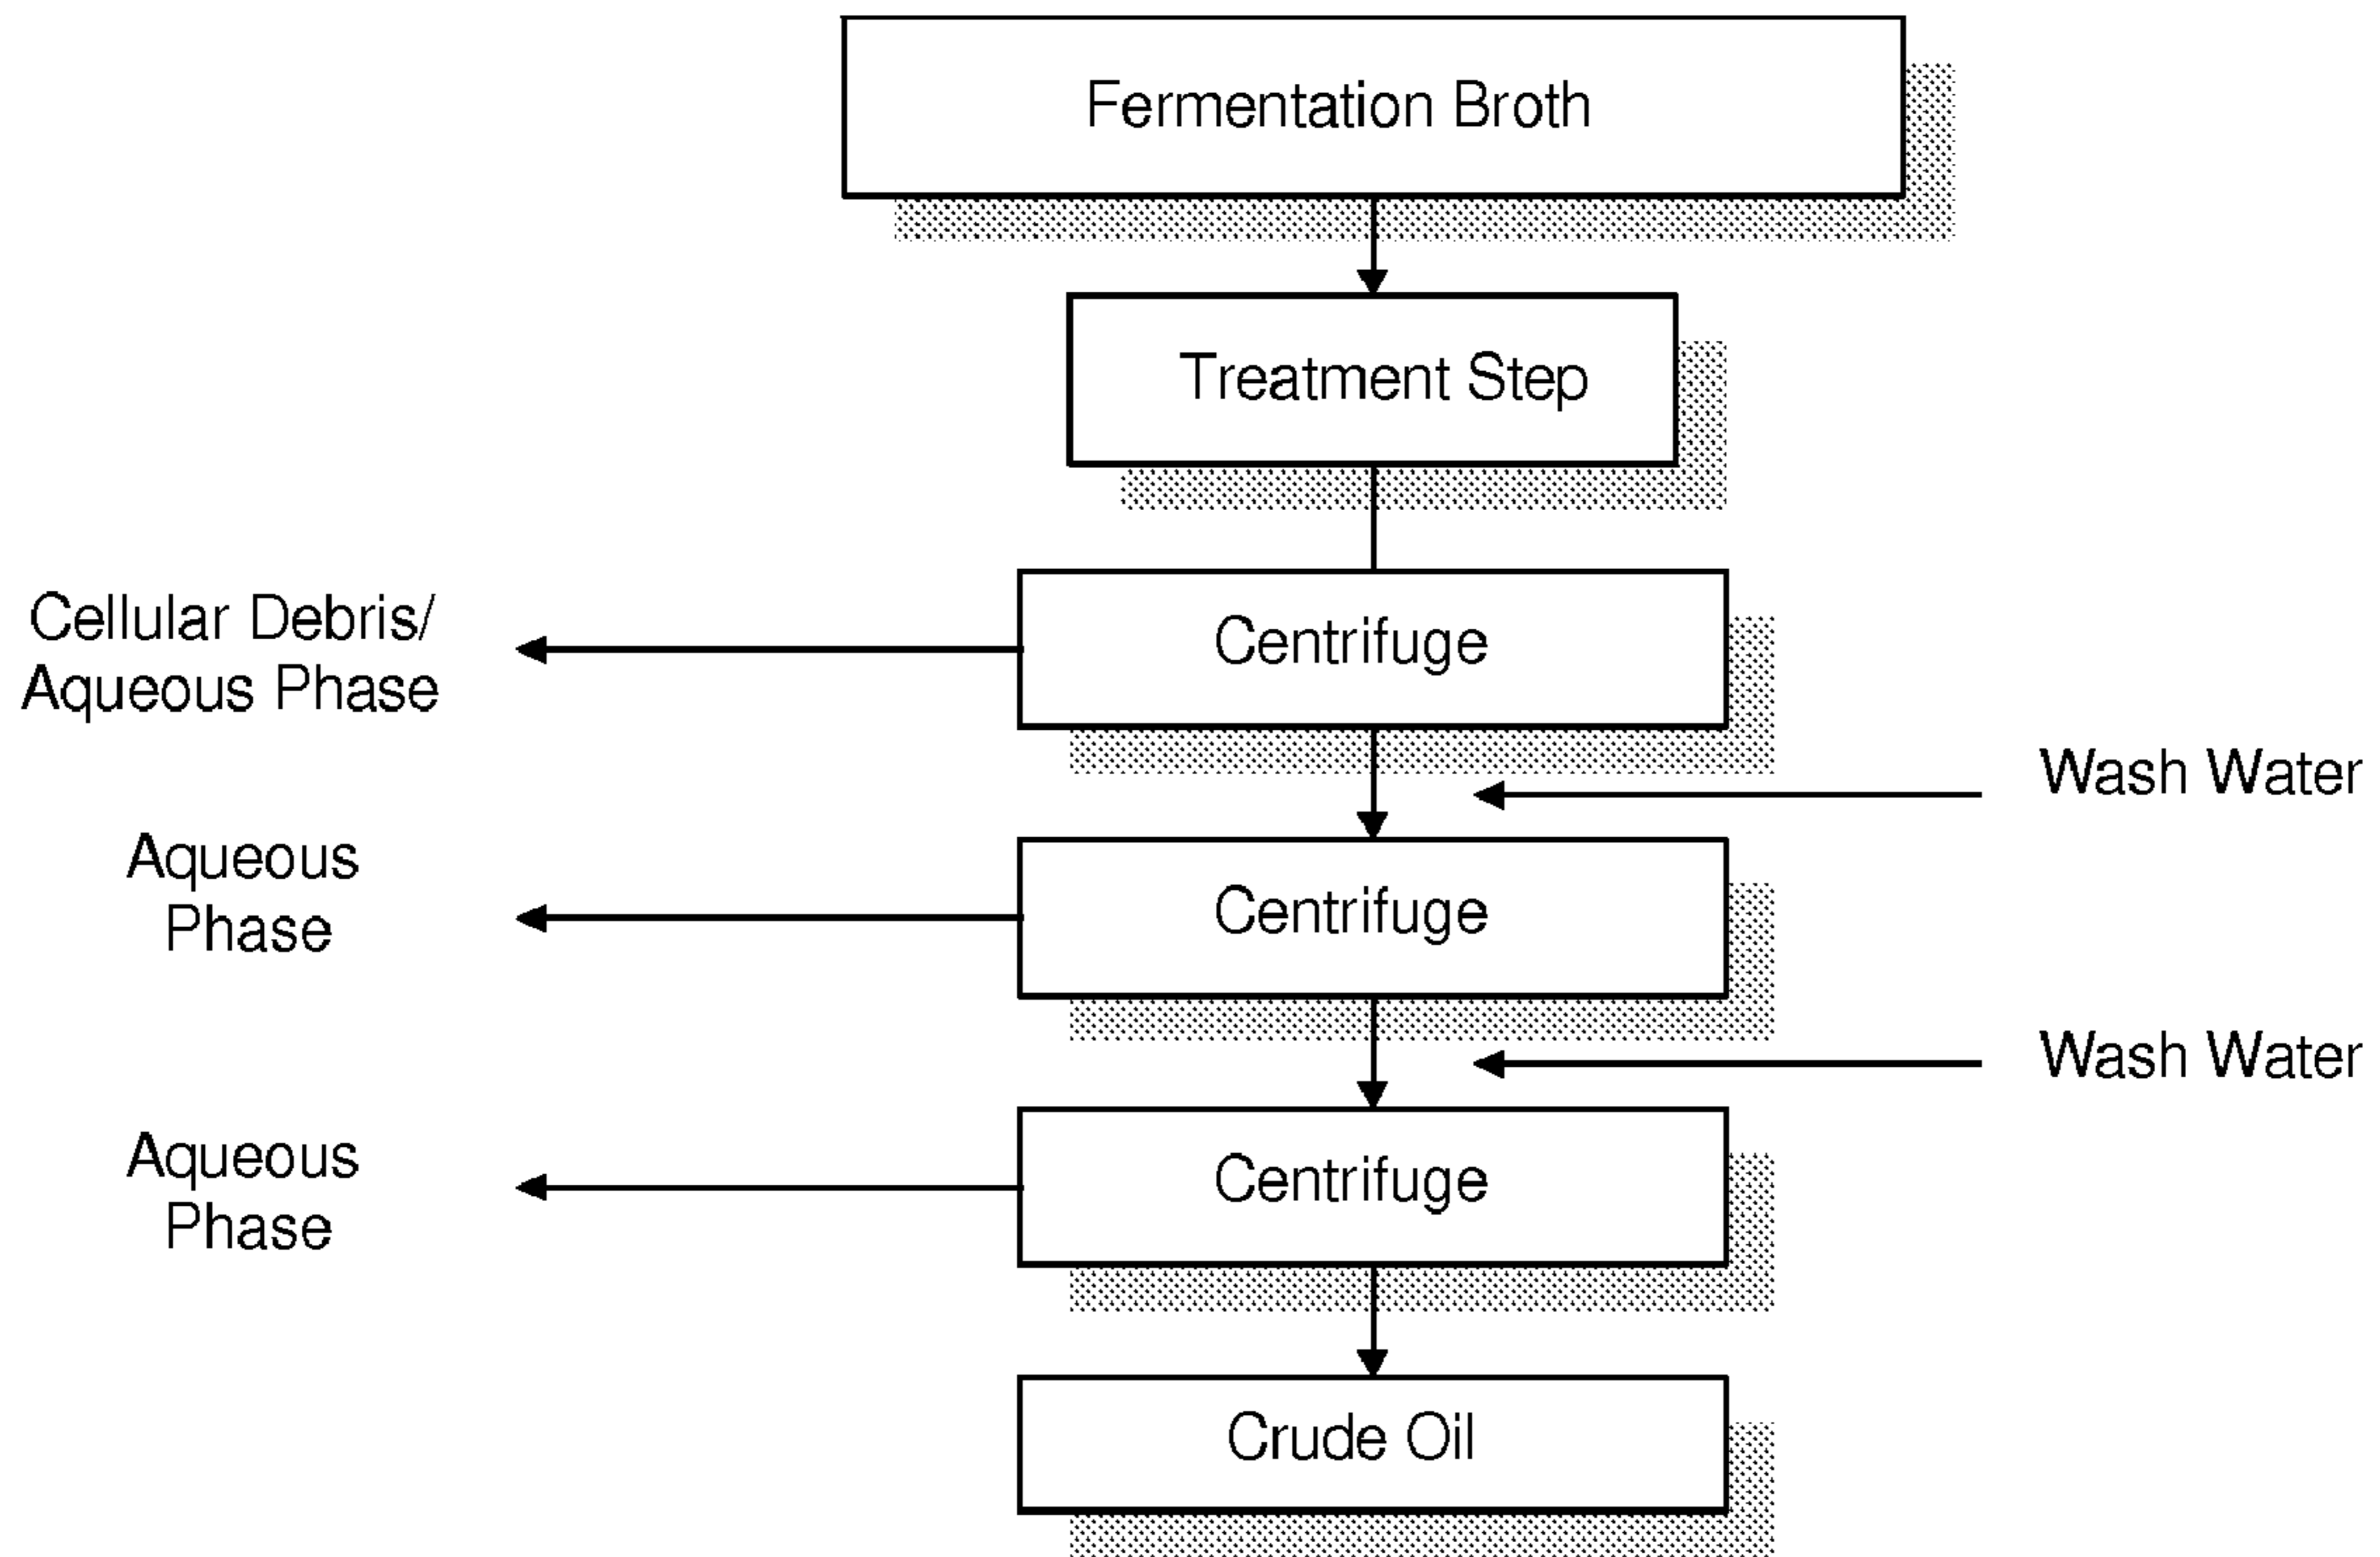 Fermentation Broth
Treatment Step
Cellular Debris/
Aqueous Phase
Centrifuge
Wash Water
Aqueous
Phase
Centrifuge
Wash Water
Aqueous
Phase
Centrifuge
Crude Oil